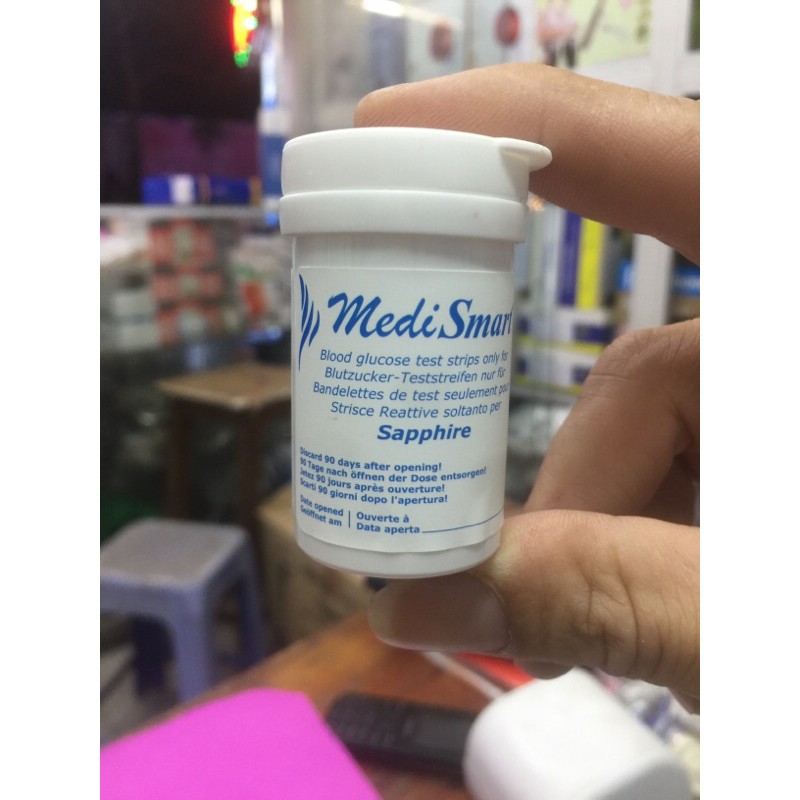 MediSmart
Blood glucose test strips only for
Blutzucker-Teststreifen nur für
Bandelettes de test seulement pour
Strisce Reattive soltanto per
Sapphire
Discard 90 days after opening!
90 Tage nach öffnen der Dose entsorgen!
Jetez 90 jours après ouverture!
Scarti 90 giorni dopo l'apertura!
Date opened
Geöffnet am
Ouverte à
Data aperta